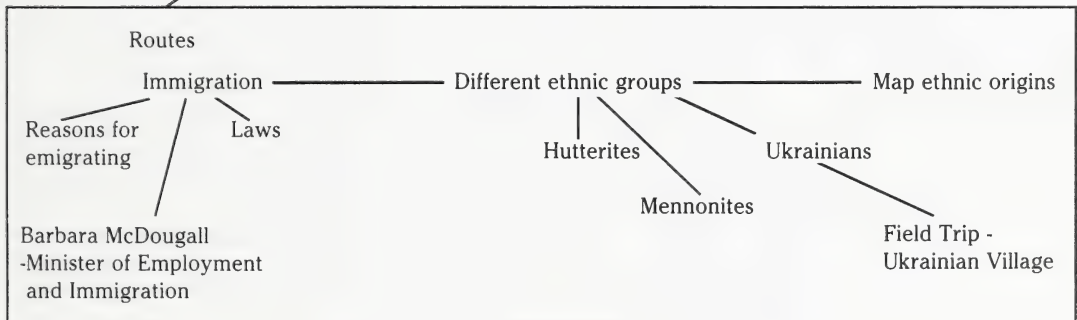 Routes
Immigration
Different ethnic groups
Map ethnic origins
Reasons for
emigrating
Laws
Hutterites
Ukrainians
Mennonites
Barbara McDougall
-Minister of Employment
and Immigration
Field Trip -
Ukrainian Village